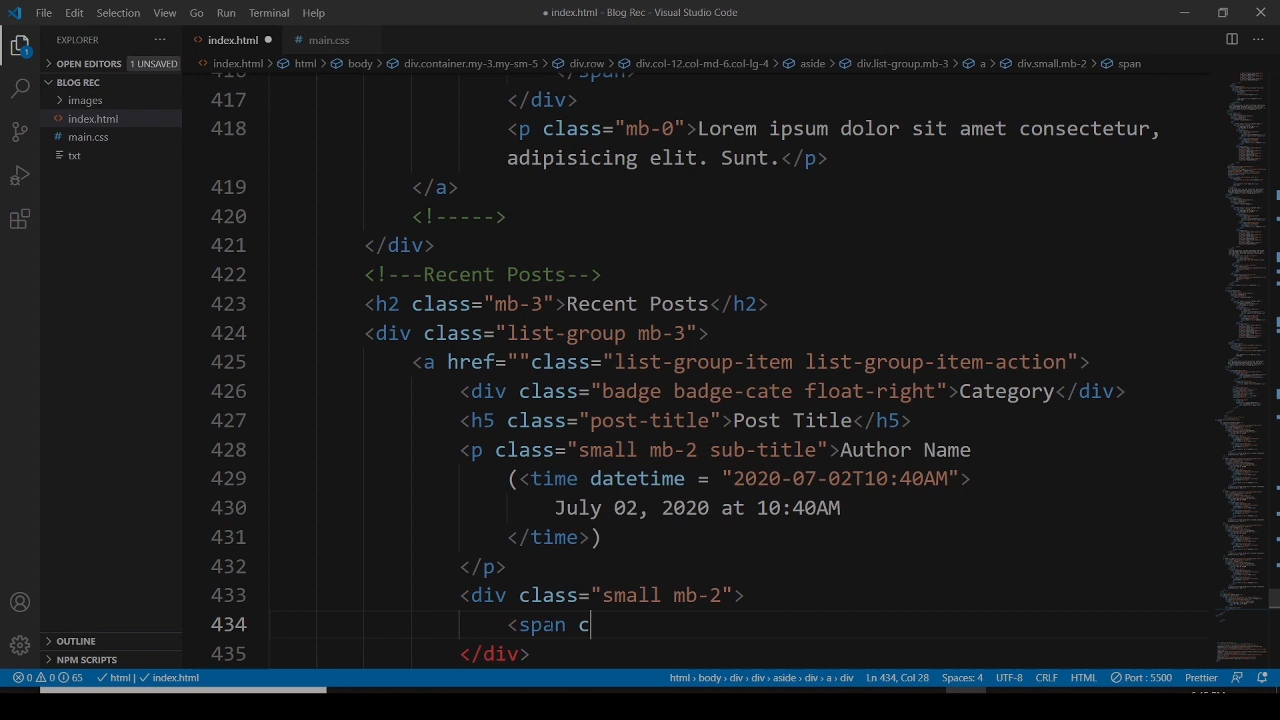 File Edit Selection View Go Run Terminal Help
● index.html - Blog Rec - Visual Studio Code
EXPLORER ···
index.html ●
main.css
OPEN EDITORS 1 UNSAVED
index.html > html > body > div.container.my-3.my-sm-5 > div.row > div.col-12.col-md-6.col-lg-4 > aside > div.list-group.mb-3 > a > div.small.mb-2 > span
BLOG REC
images
index.html
main.css
txt
</span>
417 </div>
418 <p class="mb-0">Lorem ipsum dolor sit amet consectetur,
adipisicing elit. Sunt.</p>
419 </a>
420 <!----->
421 </div>
422 <!---Recent Posts-->
423 <h2 class="mb-3">Recent Posts</h2>
424 <div class="list-group mb-3">
425 <a href=""class="list-group-item list-group-item-action">
426 <div class="badge badge-cate float-right">Category</div>
427 <h5 class="post-title">Post Title</h5>
428 <p class="small mb-2 sub-title">Author Name
429 (<time datetime = "2020-07-02T10:40AM">
430 July 02, 2020 at 10:40AM
431 </time>)
432 </p>
433 <div class="small mb-2">
434 <span c
435 </div>
OUTLINE
NPM SCRIPTS
0 0 65 html | index.html
html > body > div > div > aside > div > a > div Ln 434, Col 28 Spaces: 4 UTF-8 CRLF HTML Port : 5500 Prettier